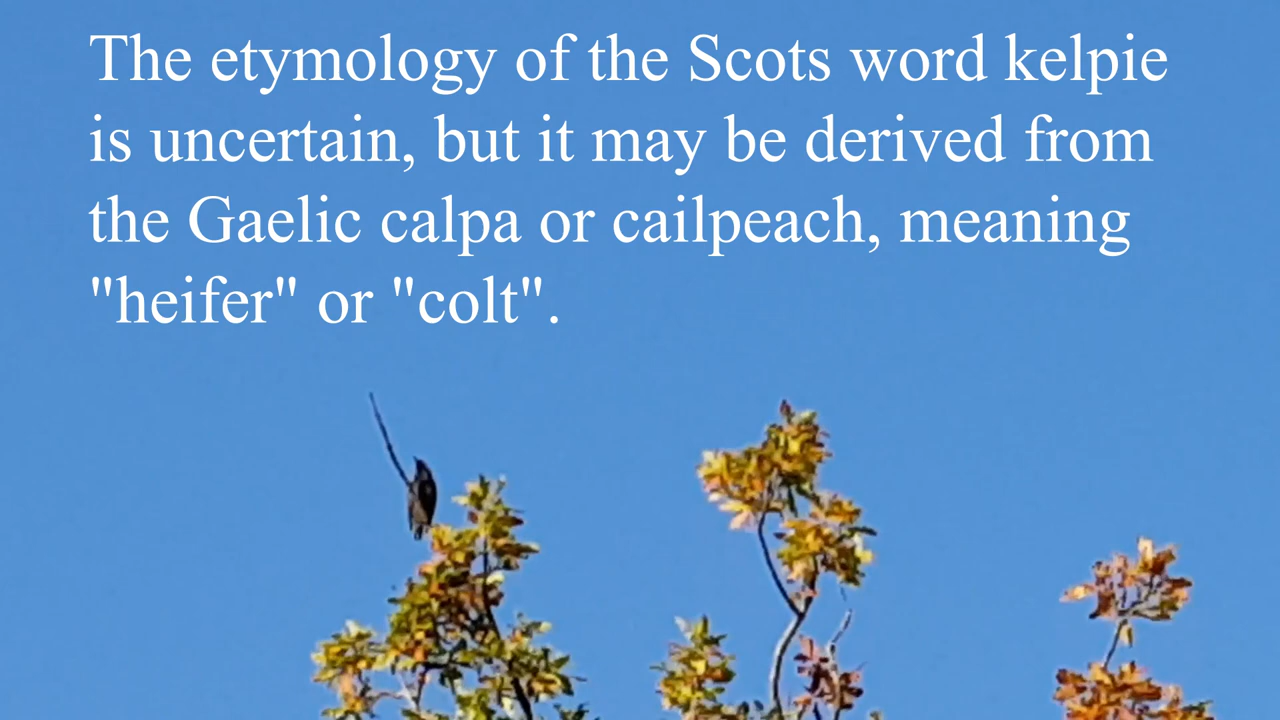 The etymology of the Scots word kelpie
is uncertain, but it may be derived from
the Gaelic calpa or cailpeach, meaning
"heifer" or "colt".